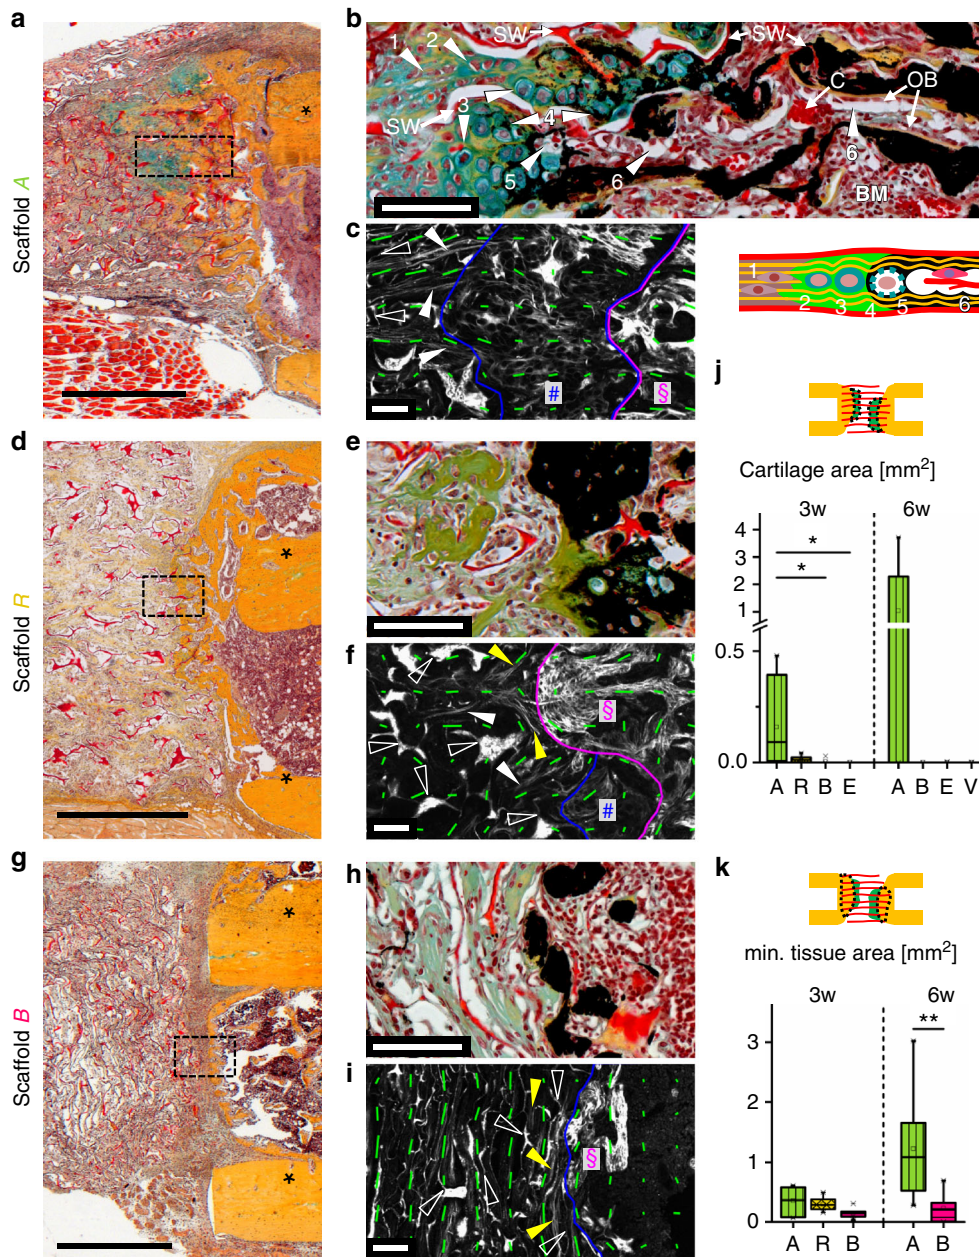 a
Scaffold A
*
b
SW
SW
1
2
3
4
5
6
C
OB
SW
6
BM
c
#
§
1
2
3
4
5
6
d
Scaffold R
*
*
e
f
§
#
g
Scaffold B
*
*
h
i
§
j
Cartilage area [mm²]
3w
6w
4
3
2
1
0.5
0.0
*
*
A R B E
A B E V
k
min. tissue area [mm²]
3w
6w
**
3
2
1
0
A R B
A B